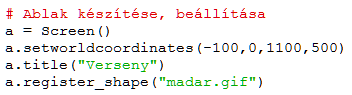 # Ablak készítése, beállítása
a = Screen()
a.setworldcoordinates(-100,0,1100,500)
a.title("Verseny")
a.register_shape("madar.gif")